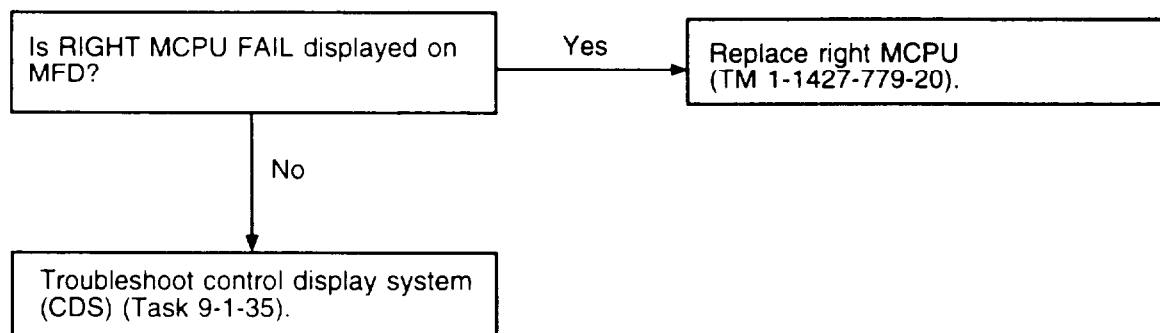 Is RIGHT MCPU FAIL displayed on
MFD?
Yes
Replace right MCPU
(TM 1-1427-779-20).
No
Troubleshoot control display system
(CDS) (Task 9-1-35).